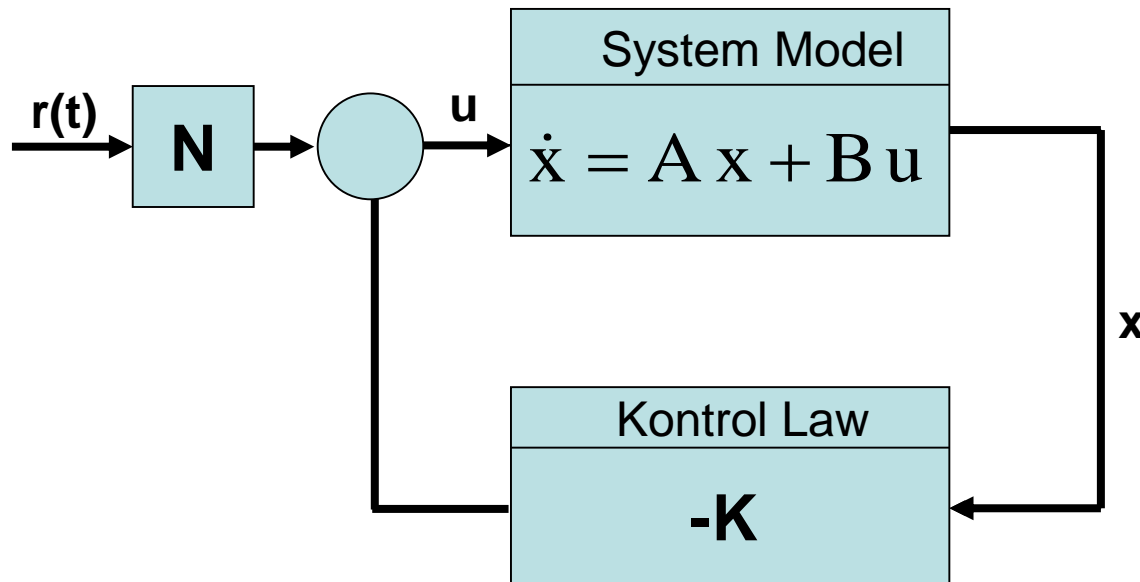 System Model
r(t)
N
u
ẋ = A x + B u
x
Kontrol Law
-K